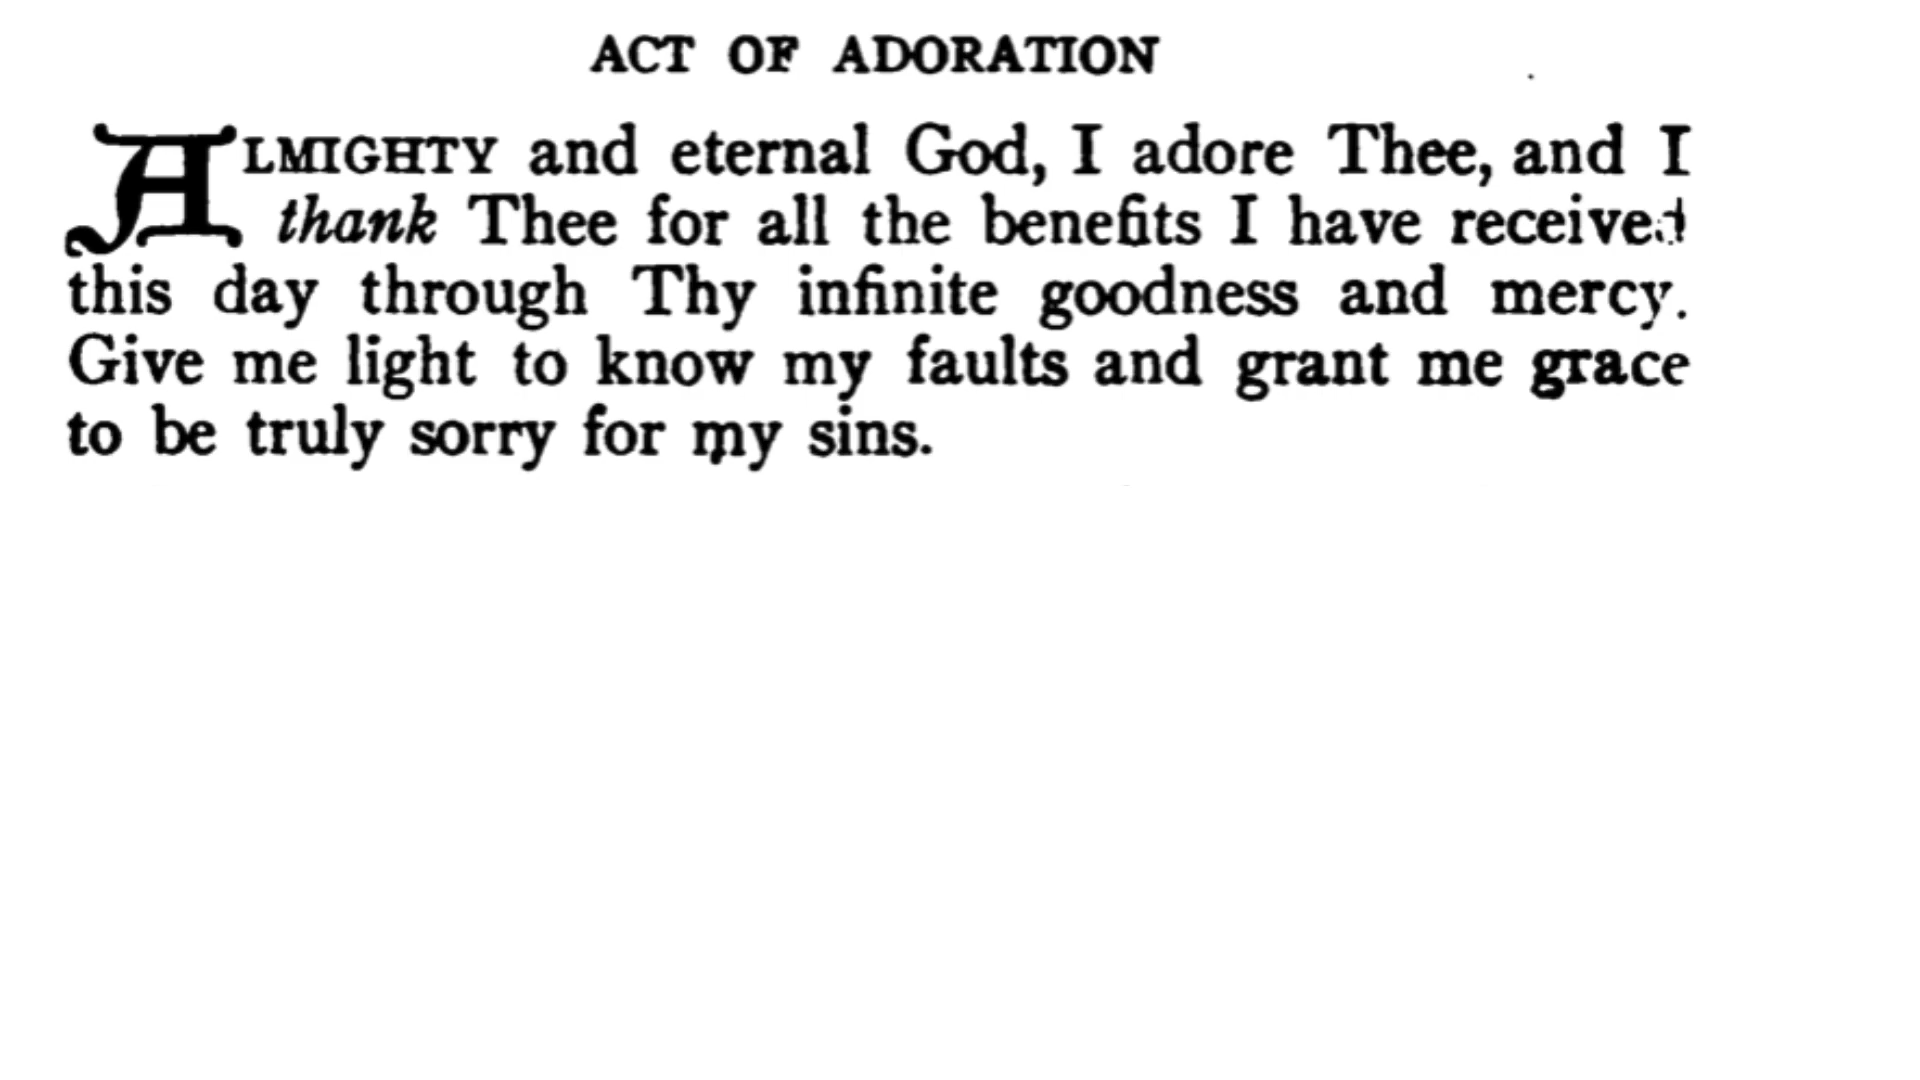 ACT OF ADORATION
ALMIGHTY and eternal God, I adore Thee, and I
thank Thee for all the benefits I have received
this day through Thy infinite goodness and mercy.
Give me light to know my faults and grant me grace
to be truly sorry for my sins.